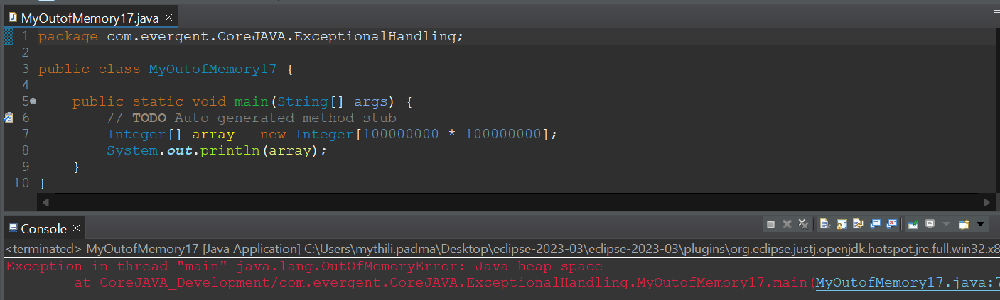 MyOutofMemory17.java
1 package com.evergent.CoreJAVA.ExceptionalHandling;
2
3 public class MyOutofMemory17 {
4
5 public static void main(String[] args) {
6 // TODO Auto-generated method stub
7 Integer[] array = new Integer[100000000 * 100000000];
8 System.out.println(array);
9 }
10 }
Console
<terminated> MyOutofMemory17 [Java Application] C:\Users\mythili.padma\Desktop\eclipse-2023-03\eclipse-2023-03\plugins\org.eclipse.justj.openjdk.hotspot.jre.full.win32.x8
Exception in thread "main" java.lang.OutOfMemoryError: Java heap space
at CoreJAVA_Development/com.evergent.CoreJAVA.ExceptionalHandling.MyOutofMemory17.main(MyOutofMemory17.java:7